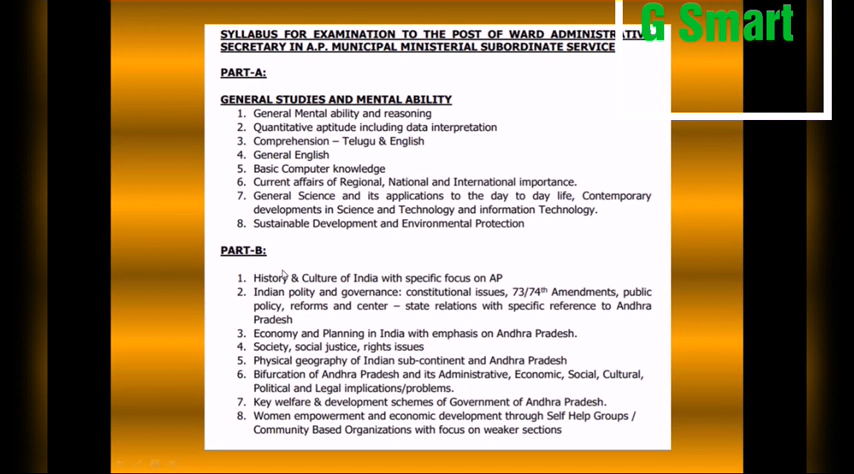 G Smart
SYLLABUS FOR EXAMINATION TO THE POST OF WARD ADMINISTRATIVE
SECRETARY IN A.P. MUNICIPAL MINISTERIAL SUBORDINATE SERVICE
PART-A:
GENERAL STUDIES AND MENTAL ABILITY
1. General Mental ability and reasoning
2. Quantitative aptitude including data interpretation
3. Comprehension – Telugu & English
4. General English
5. Basic Computer knowledge
6. Current affairs of Regional, National and International importance.
7. General Science and its applications to the day to day life, Contemporary
developments in Science and Technology and information Technology.
8. Sustainable Development and Environmental Protection
PART-B:
1. History & Culture of India with specific focus on AP
2. Indian polity and governance: constitutional issues, 73/74th Amendments, public
policy, reforms and center – state relations with specific reference to Andhra
Pradesh
3. Economy and Planning in India with emphasis on Andhra Pradesh.
4. Society, social justice, rights issues
5. Physical geography of Indian sub-continent and Andhra Pradesh
6. Bifurcation of Andhra Pradesh and its Administrative, Economic, Social, Cultural,
Political and Legal implications/problems.
7. Key welfare & development schemes of Government of Andhra Pradesh.
8. Women empowerment and economic development through Self Help Groups /
Community Based Organizations with focus on weaker sections